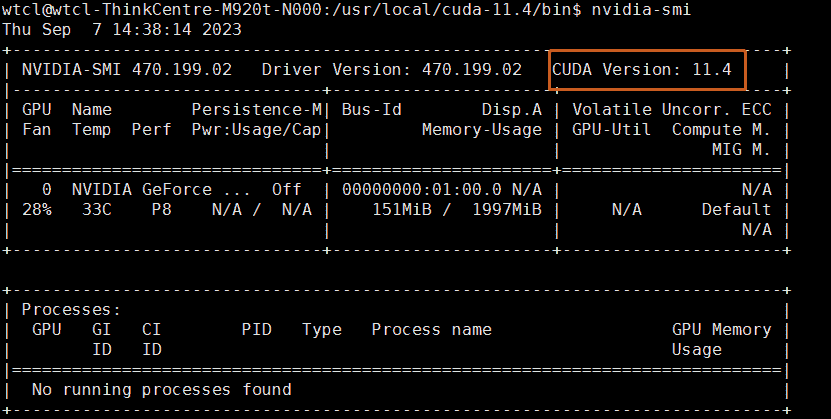 wtcl@wtcl-ThinkCentre-M920t-N000:/usr/local/cuda-11.4/bin$ nvidia-smi
Thu Sep  7 14:38:14 2023
+-----------------------------------------------------------------------------+
| NVIDIA-SMI 470.199.02   Driver Version: 470.199.02   CUDA Version: 11.4     |
|-------------------------------+----------------------+----------------------+
| GPU  Name        Persistence-M| Bus-Id        Disp.A | Volatile Uncorr. ECC |
| Fan  Temp  Perf  Pwr:Usage/Cap|         Memory-Usage | GPU-Util  Compute M. |
|                               |                      |               MIG M. |
|===============================+======================+======================|
|   0  NVIDIA GeForce ...  Off  | 00000000:01:00.0 N/A |                  N/A |
| 28%   33C    P8    N/A /  N/A |    151MiB /  1997MiB |     N/A      Default |
|                               |                      |                  N/A |
+-------------------------------+----------------------+----------------------+

+-----------------------------------------------------------------------------+
| Processes:                                                                  |
|  GPU   GI   CI        PID   Type   Process name                  GPU Memory |
|        ID   ID                                                   Usage      |
|=============================================================================|
|  No running processes found                                                 |
+-----------------------------------------------------------------------------+